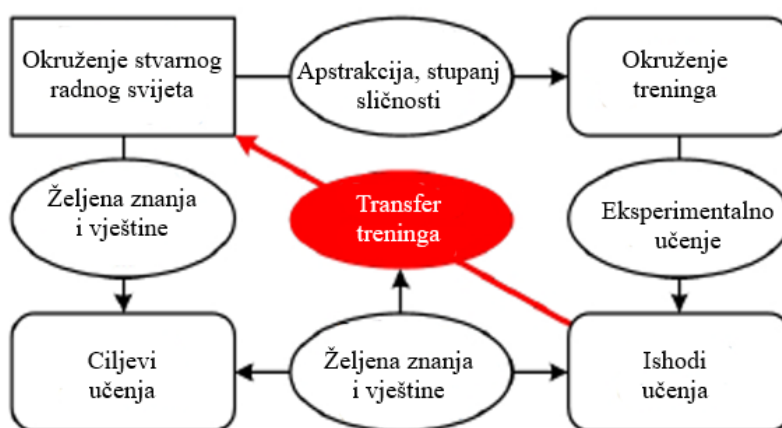 Okruženje stvarnog
radnog svijeta
Apstrakcija, stupanj
sličnosti
Okruženje
treninga
Željena znanja
i vještine
Transfer
treninga
Eksperimentalno
učenje
Ciljevi
učenja
Željena znanja
i vještine
Ishodi
učenja